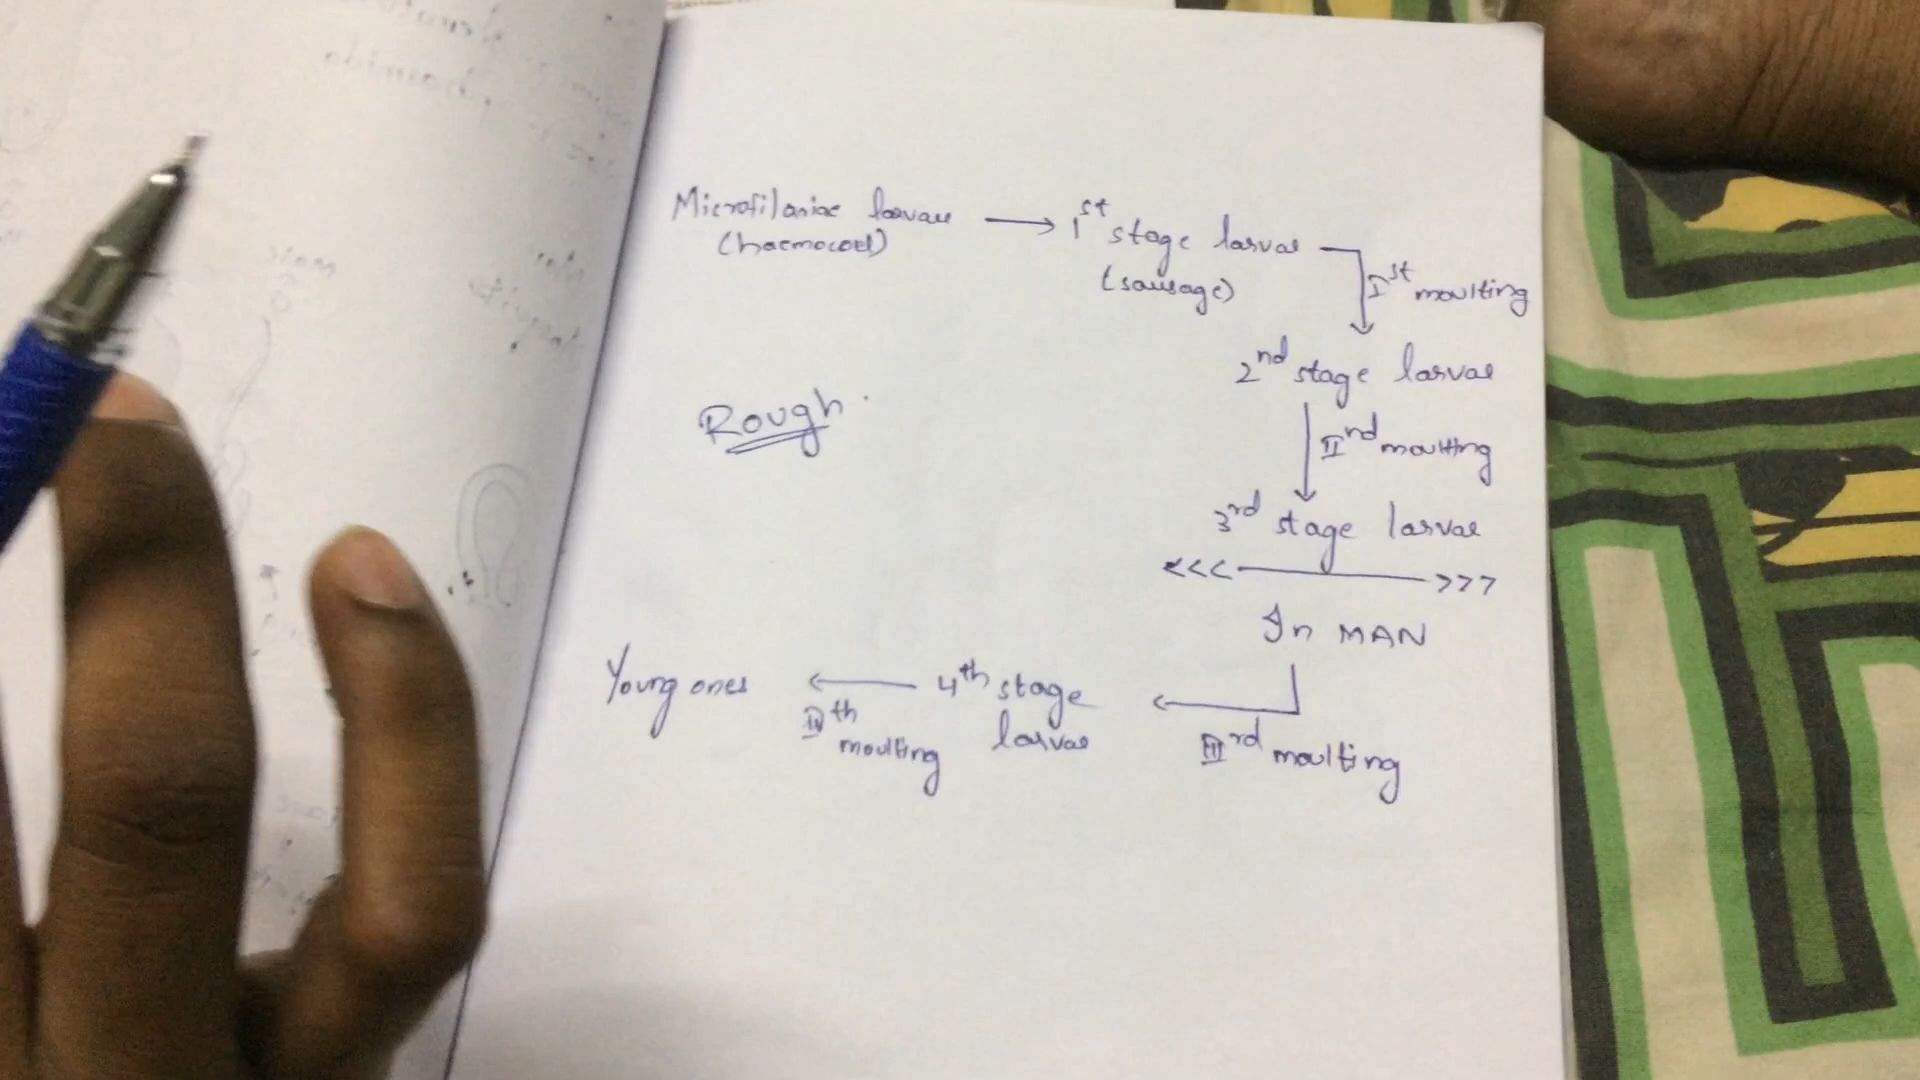 Microfilariae larvae → 1st stage larvae
(haemocoel)
(sausage)
Ist moulting
2nd stage larvae
IInd moulting
Rough
3rd stage larvae
<<< >>>
In MAN
Young ones ← 4th stage larvae ←
IVth moulting
IIIrd moulting